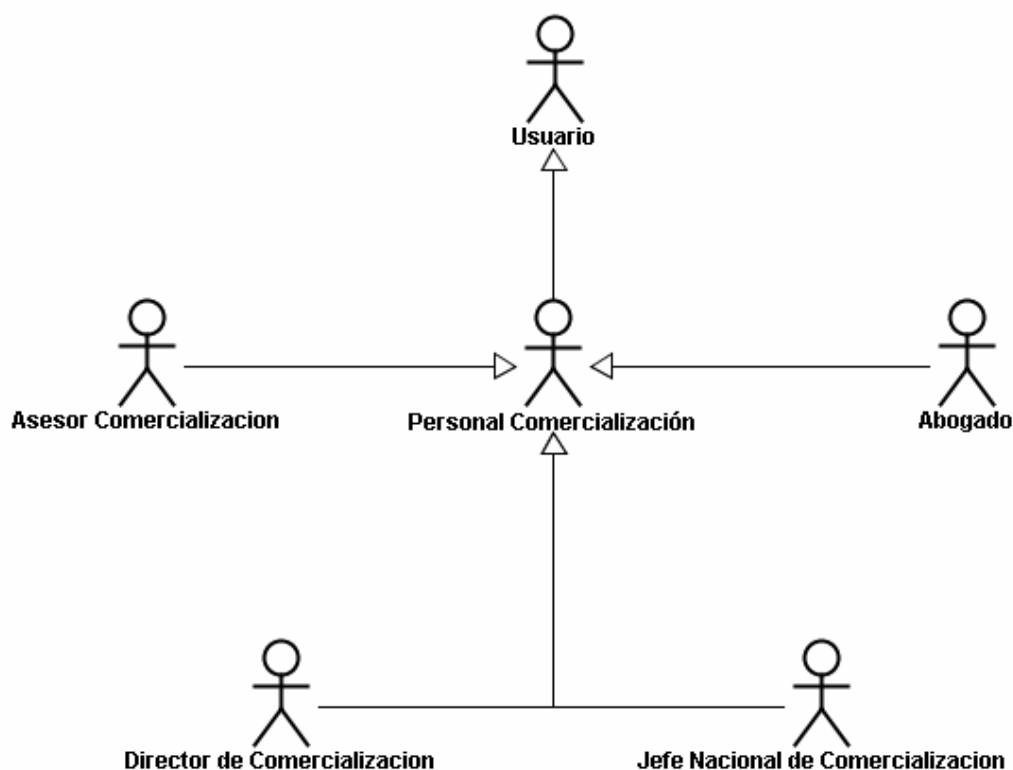 Usuario
Asesor Comercializacion
Personal Comercialización
Abogado
Director de Comercializacion
Jefe Nacional de Comercializacion